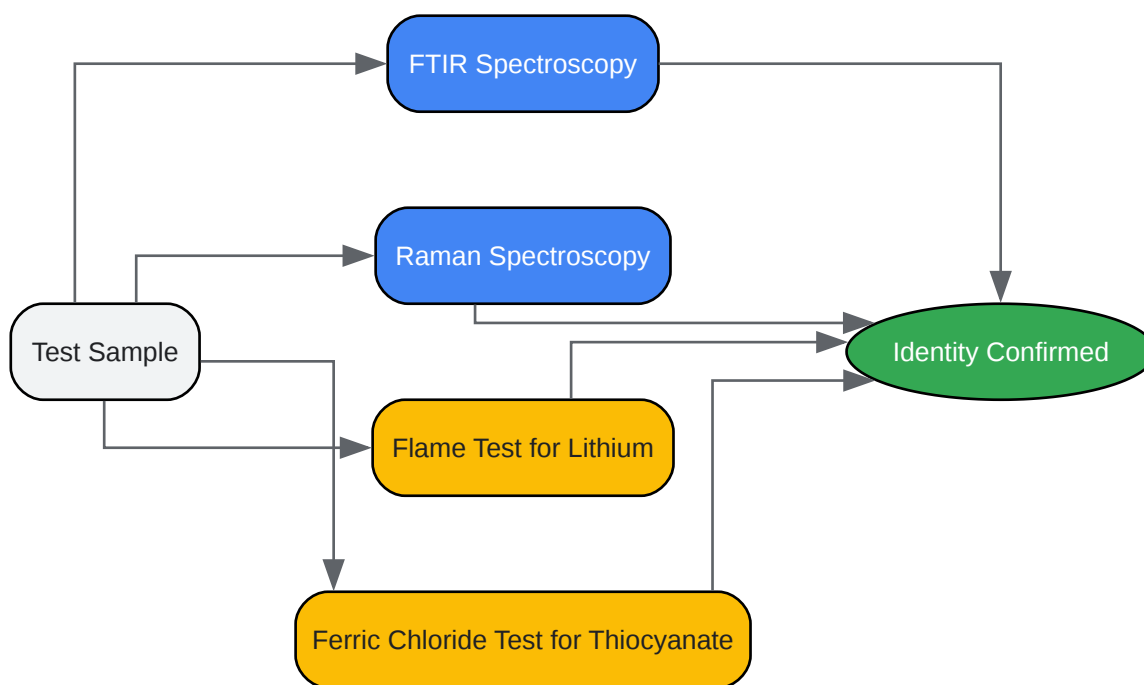 FTIR Spectroscopy
Raman Spectroscopy
Test Sample
Identity Confirmed
Flame Test for Lithium
Ferric Chloride Test for Thiocyanate